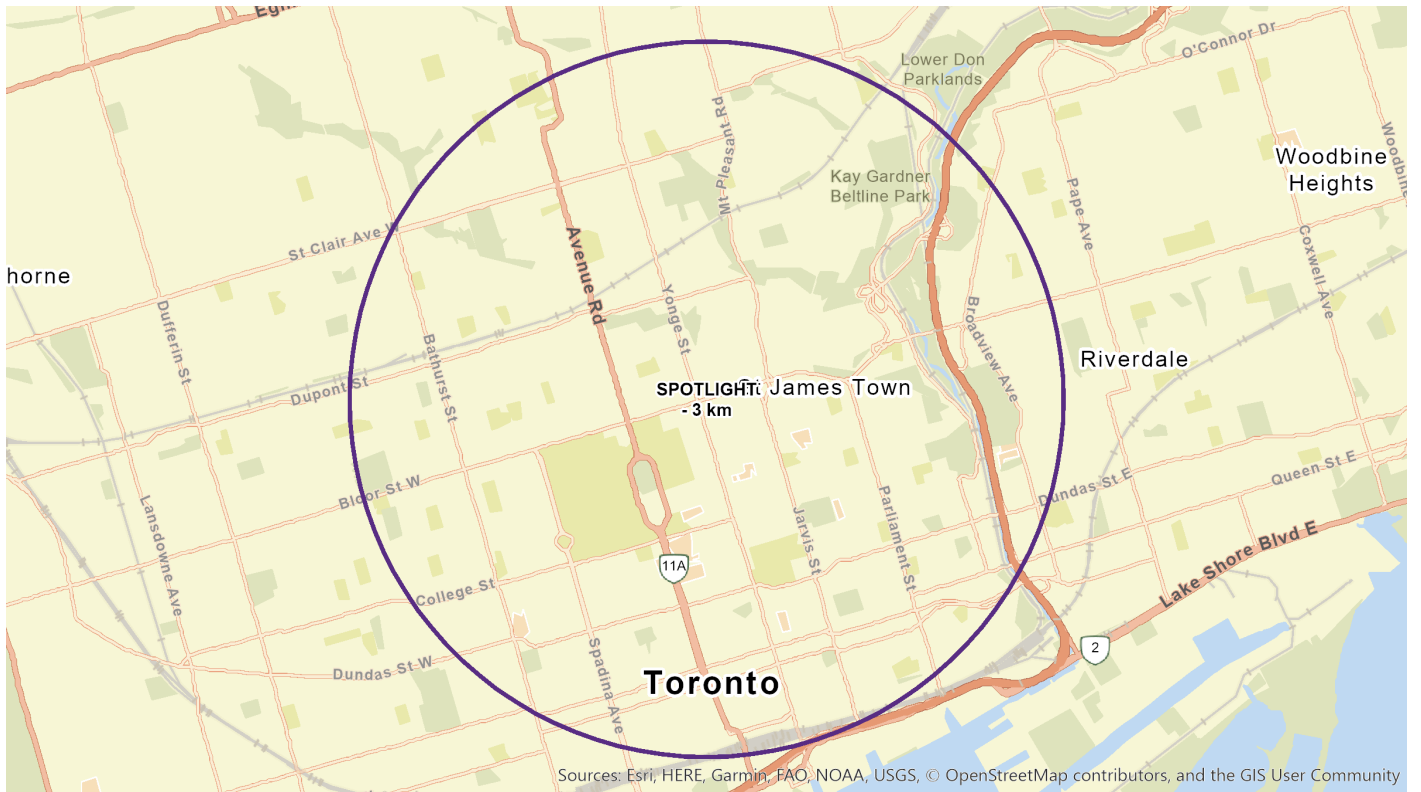 Egli
Lower Don
Parklands
O'Connor Dr
Mt Pleasant Rd
Woodbine
Woodbine
Heights
Kay Gardner
Beltline Park
Pape Ave
St Clair Ave W
Avenue Rd
Coxwell Ave
horne
Dufferin St
Yonge St
Broadview Ave
Bathurst St
Riverdale
Dupont St
SPOTLIGHT
- 3 km
St James Town
Bloor St W
Queen St E
Dundas St E
Lansdowne Ave
Jarvis St
Parliament St
Lake Shore Blvd E
11A
College St
2
Spadina Ave
Dundas St W
Toronto
Sources: Esri, HERE, Garmin, FAO, NOAA, USGS, © OpenStreetMap contributors, and the GIS User Community